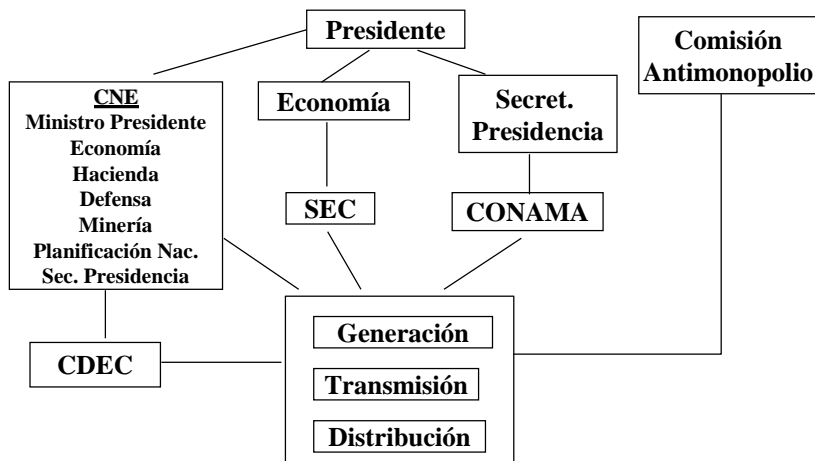 Presidente
Comisión
Antimonopolio
CNE
Ministro Presidente
Economía
Hacienda
Defensa
Minería
Planificación Nac.
Sec. Presidencia
Economía
Secret.
Presidencia
SEC
CONAMA
CDEC
Generación
Transmisión
Distribución